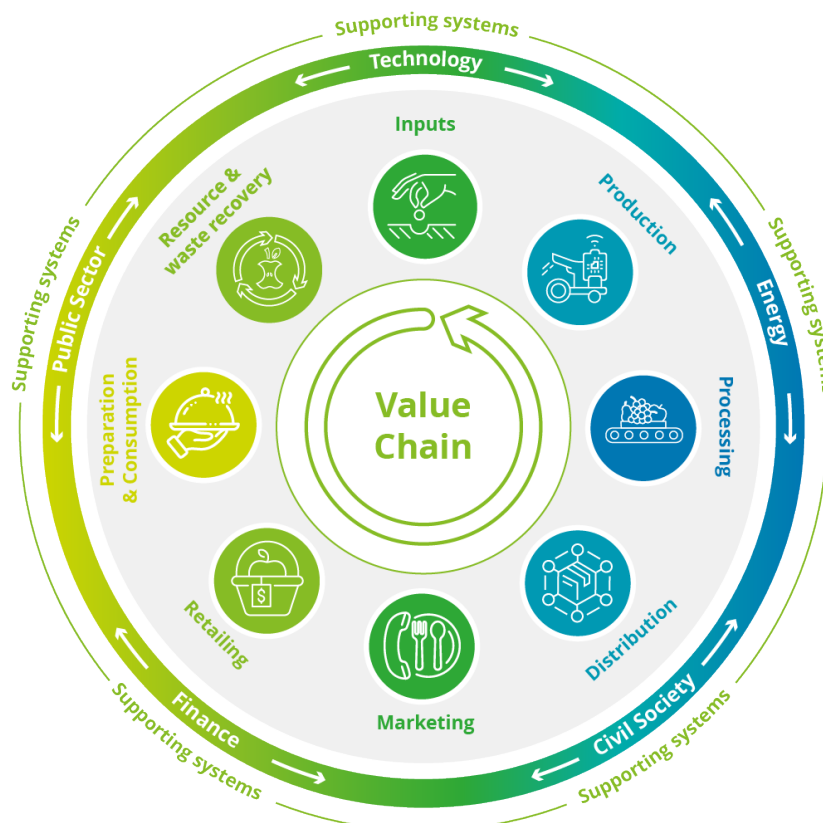 Supporting systems
Technology
Inputs
Production
Supporting systems
Energy
Processing
Distribution
Supporting systems
Civil Society
Marketing
Supporting systems
Finance
Retailing
Preparation
& Consumption
Supporting systems
Public Sector
Resource &
waste recovery
Value
Chain
$